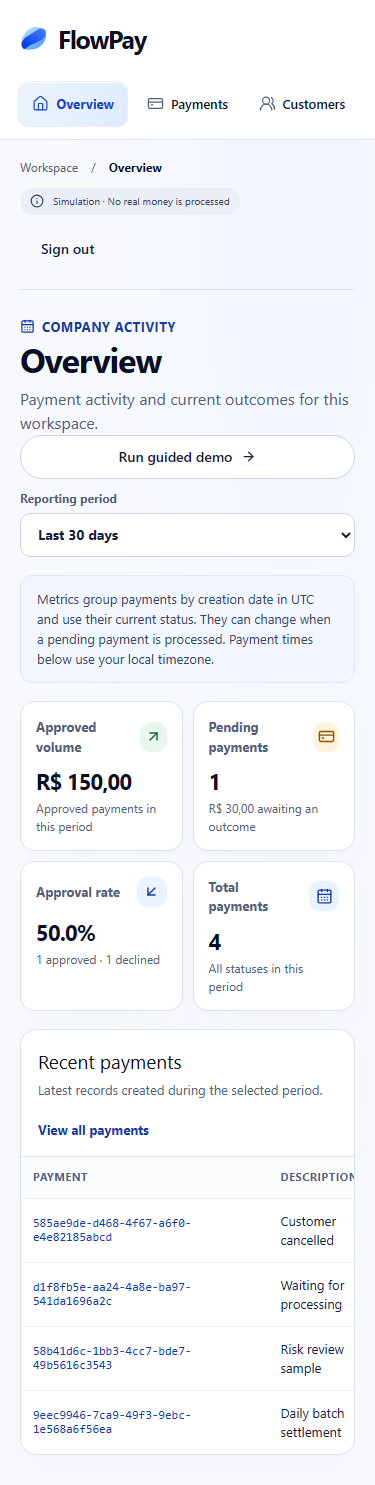 FlowPay
Overview
Payments
Customers
Workspace / Overview
Simulation · No real money is processed
Sign out
COMPANY ACTIVITY
Overview
Payment activity and current outcomes for this
workspace.
Run guided demo →
Reporting period
Last 30 days
Metrics group payments by creation date in UTC
and use their current status. They can change when
a pending payment is processed. Payment times
below use your local timezone.
Approved
volume
R$ 150,00
Approved payments in
this period
Pending
payments
1
R$ 30,00 awaiting an
outcome
Approval rate
50.0%
1 approved · 1 declined
Total
payments
4
All statuses in this
period
Recent payments
Latest records created during the selected period.
View all payments
PAYMENT DESCRIPTION
585ae9de-d468-4f67-a6f0-
e4e82185abcd
Customer
cancelled
d1f8fb5e-aa24-4a8e-ba97-
541da1696a2c
Waiting for
processing
58b41d6c-1bb3-4cc7-bde7-
49b5616c3543
Risk review
sample
9eec9946-7ca9-49f3-9ebc-
1e568a6f56ea
Daily batch
settlement